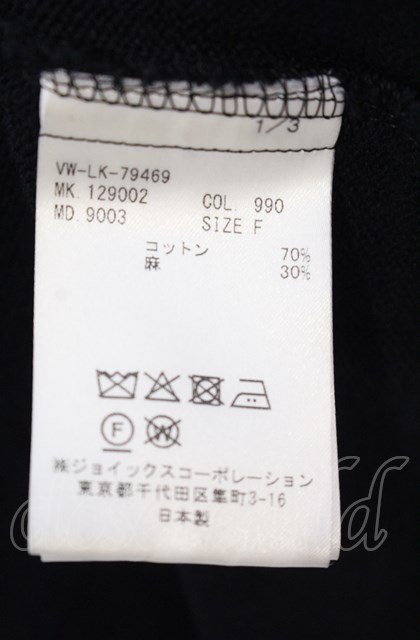 1/3
VW-LK-79469
MK. 129002 COL. 990
MD. 9003 SIZE F
コットン 70%
麻 30%
F W
㈱ジョイックスコーポレーション
東京都千代田区隼町3-16
日本製